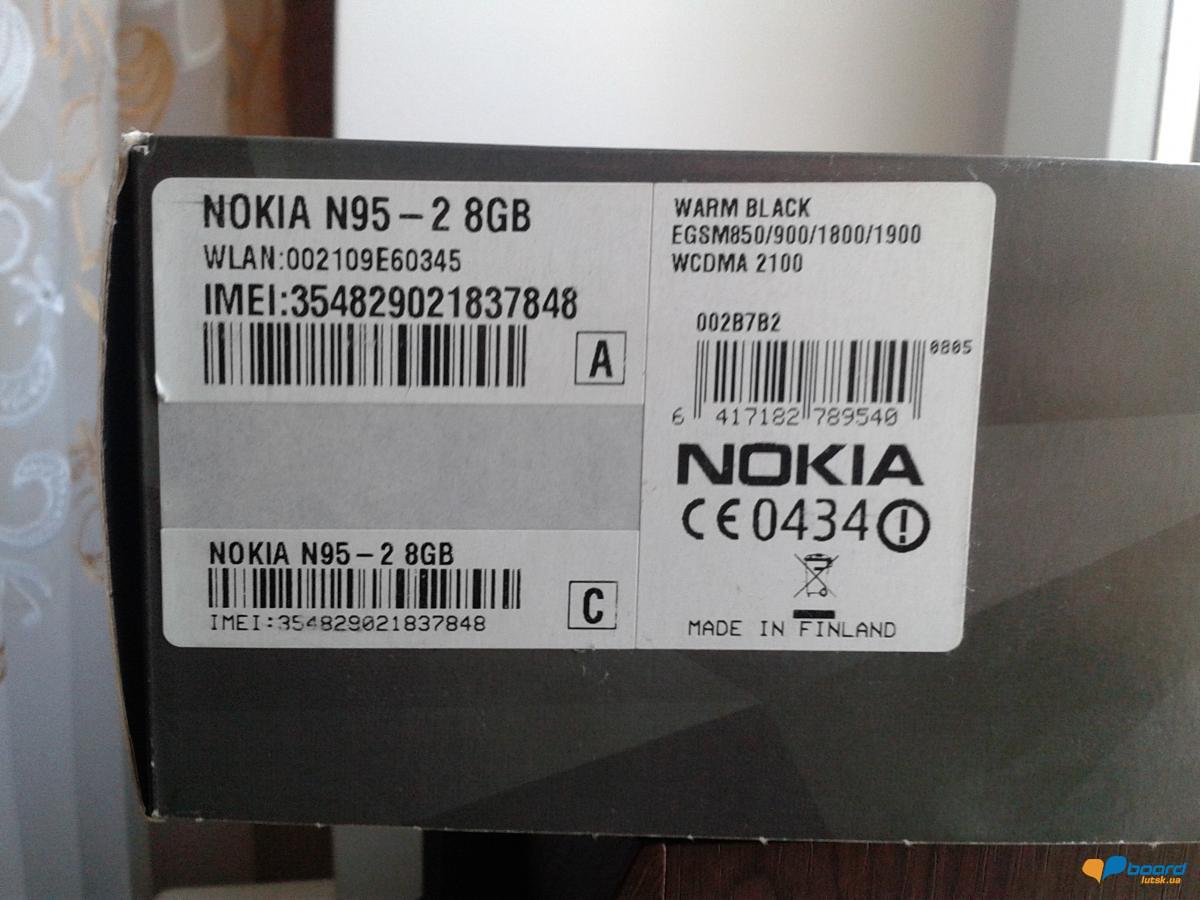 NOKIA N95-2 8GB
WLAN:002109E60345
IMEI:354829021837848
A
NOKIA N95-2 8GB
IMEI:354829021837848
C
WARM BLACK
EGSM850/900/1800/1900
WCDMA 2100
002B7B2
0805
6 417182 789540
NOKIA
CE0434
MADE IN FINLAND
boord
lutsk.ua